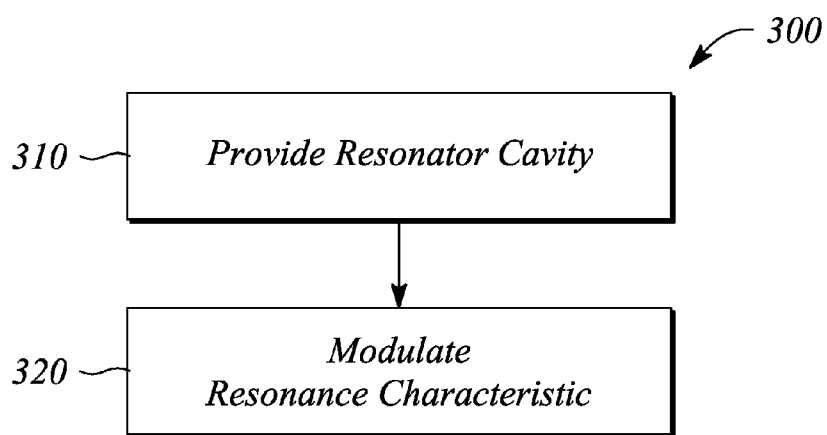 300
310
Provide Resonator Cavity
320
Modulate
Resonance Characteristic